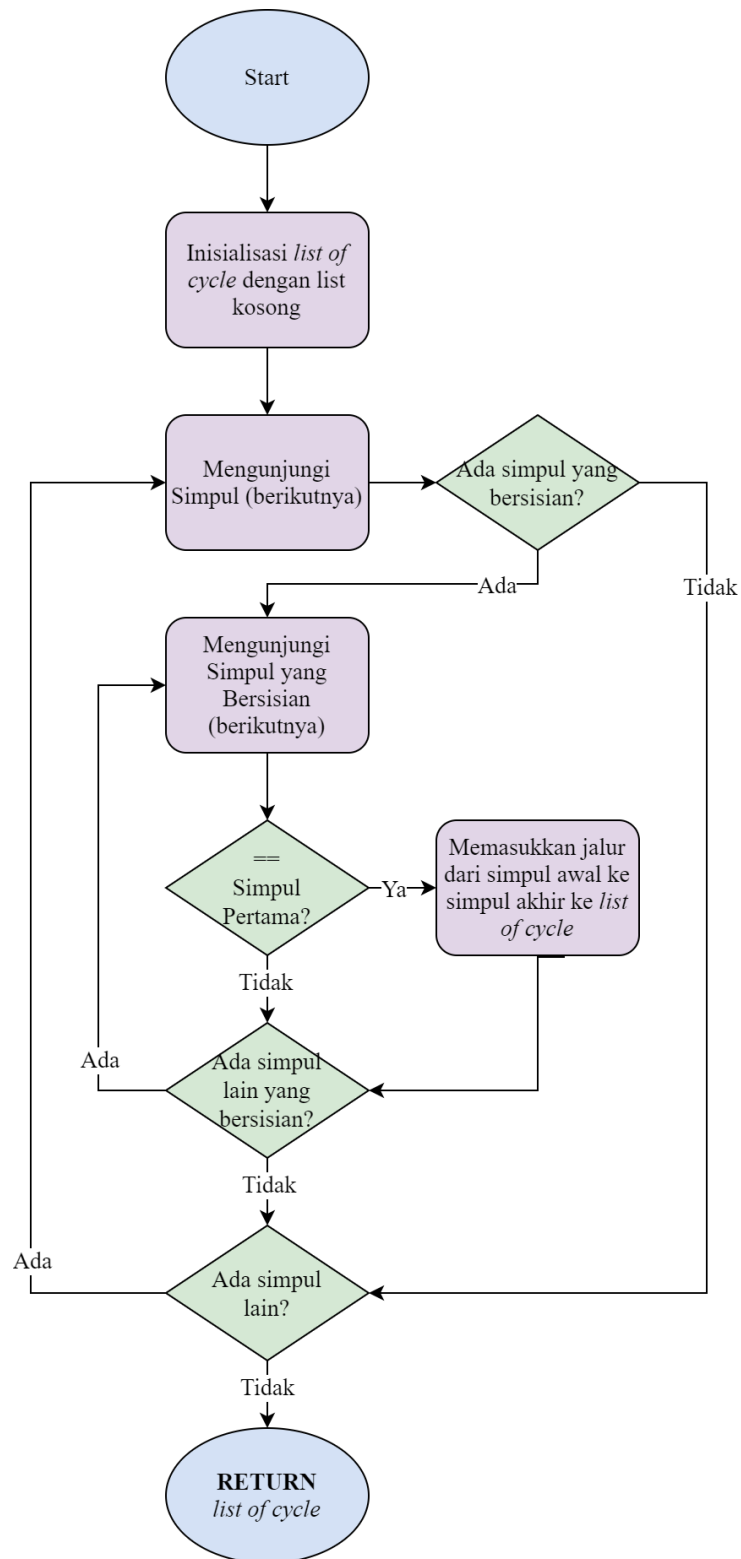 Start
Inisialisasi list of
cycle dengan list
kosong
Mengunjungi
Simpul (berikutnya)
Ada simpul yang
bersisian?
Ada
Tidak
Mengunjungi
Simpul yang
Bersisian
(berikutnya)
==
Simpul
Pertama?
Ya
Memasukkan jalur
dari simpul awal ke
simpul akhir ke list
of cycle
Tidak
Ada
Ada simpul
lain yang
bersisian?
Tidak
Ada
Ada simpul
lain?
Tidak
RETURN
list of cycle